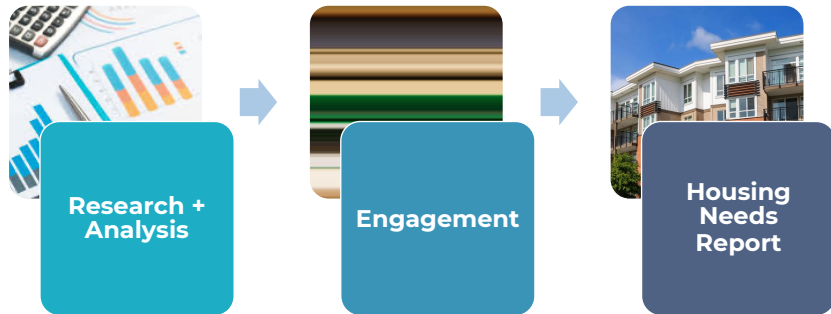 Research +
Analysis
Engagement
Housing
Needs
Report